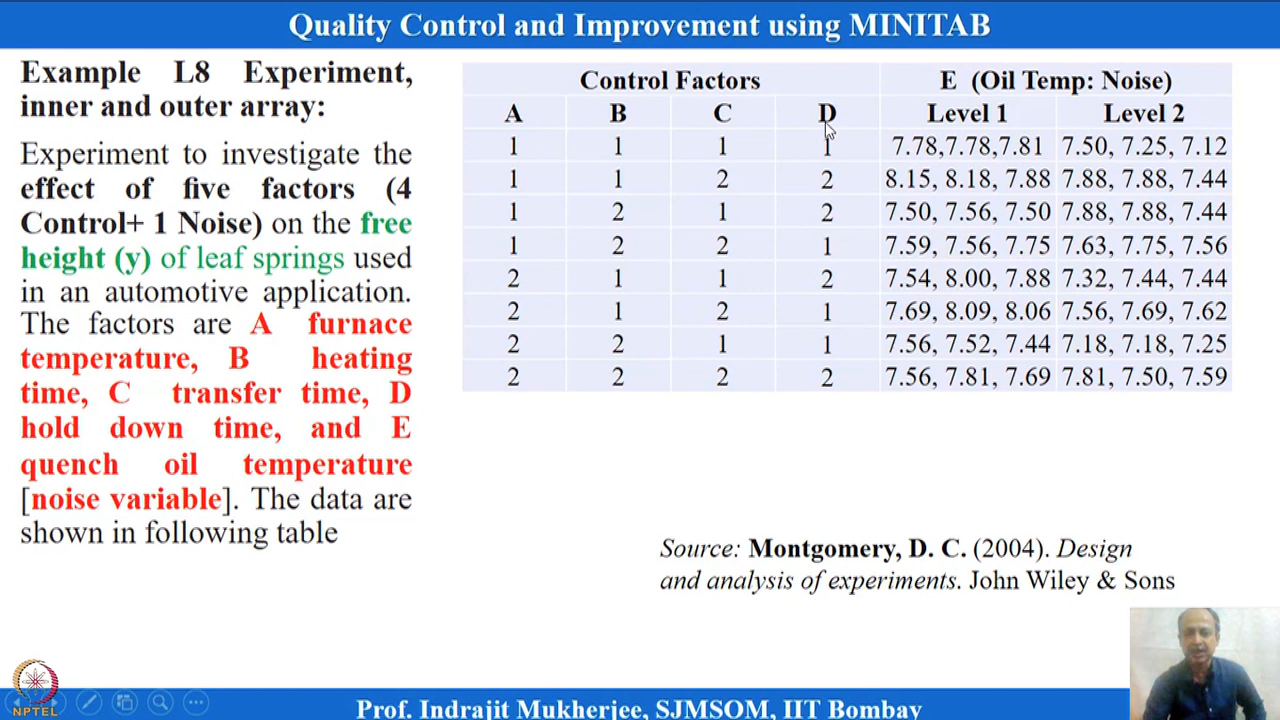 Quality Control and Improvement using MINITAB
Example L8 Experiment,
inner and outer array:
Experiment to investigate the
effect of five factors (4
Control+ 1 Noise) on the free
height (y) of leaf springs used
in an automotive application.
The factors are A furnace
temperature, B heating
time, C transfer time, D
hold down time, and E
quench oil temperature
[noise variable]. The data are
shown in following table
Control Factors E (Oil Temp: Noise)
A B C D Level 1 Level 2
1 1 1 1 7.78,7.78,7.81 7.50, 7.25, 7.12
1 1 2 2 8.15, 8.18, 7.88 7.88, 7.88, 7.44
1 2 1 2 7.50, 7.56, 7.50 7.88, 7.88, 7.44
1 2 2 1 7.59, 7.56, 7.75 7.63, 7.75, 7.56
2 1 1 2 7.54, 8.00, 7.88 7.32, 7.44, 7.44
2 1 2 1 7.69, 8.09, 8.06 7.56, 7.69, 7.62
2 2 1 1 7.56, 7.52, 7.44 7.18, 7.18, 7.25
2 2 2 2 7.56, 7.81, 7.69 7.81, 7.50, 7.59
Source: Montgomery, D. C. (2004). Design
and analysis of experiments. John Wiley & Sons
NPTEL
Prof. Indrajit Mukherjee, SJMSOM, IIT Bombay